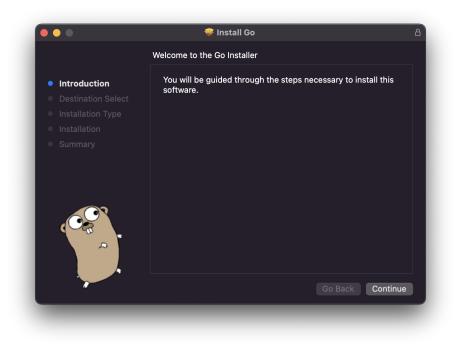 Install Go
Welcome to the Go Installer
Introduction
Destination Select
Installation Type
Installation
Summary
You will be guided through the steps necessary to install this
software.
Go Back
Continue